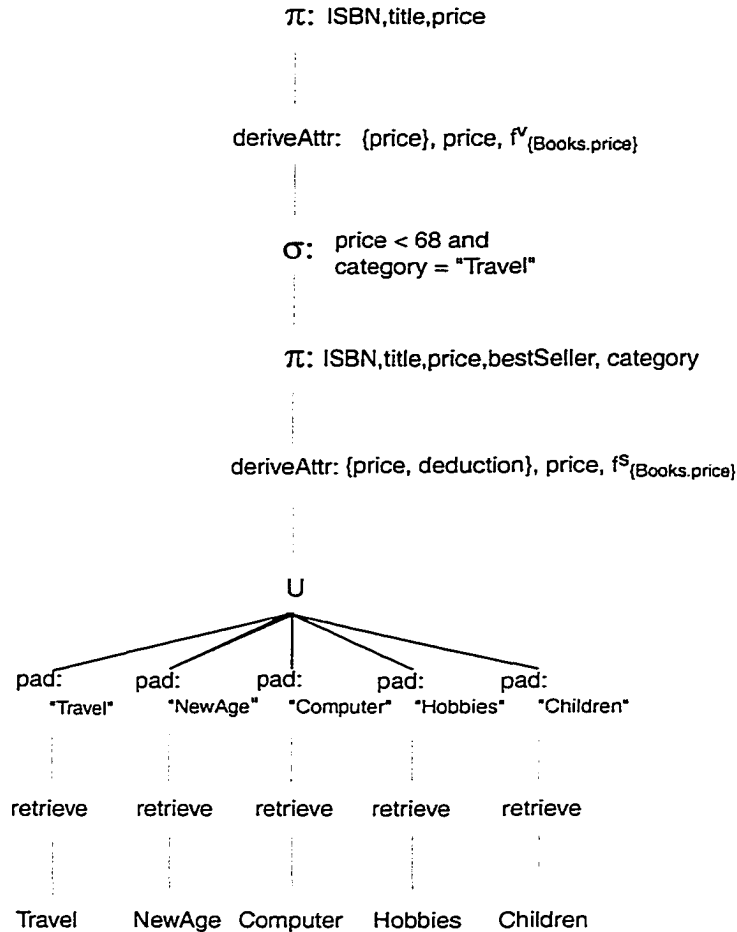 π: ISBN,title,price
deriveAttr: {price}, price, fv{Books.price}
σ: price < 68 and
category = "Travel"
π: ISBN,title,price,bestSeller, category
deriveAttr: {price, deduction}, price, fs{Books.price}
U
pad: pad: pad: pad: pad:
"Travel" "NewAge" "Computer" "Hobbies" "Children"
retrieve retrieve retrieve retrieve retrieve
Travel NewAge Computer Hobbies Children